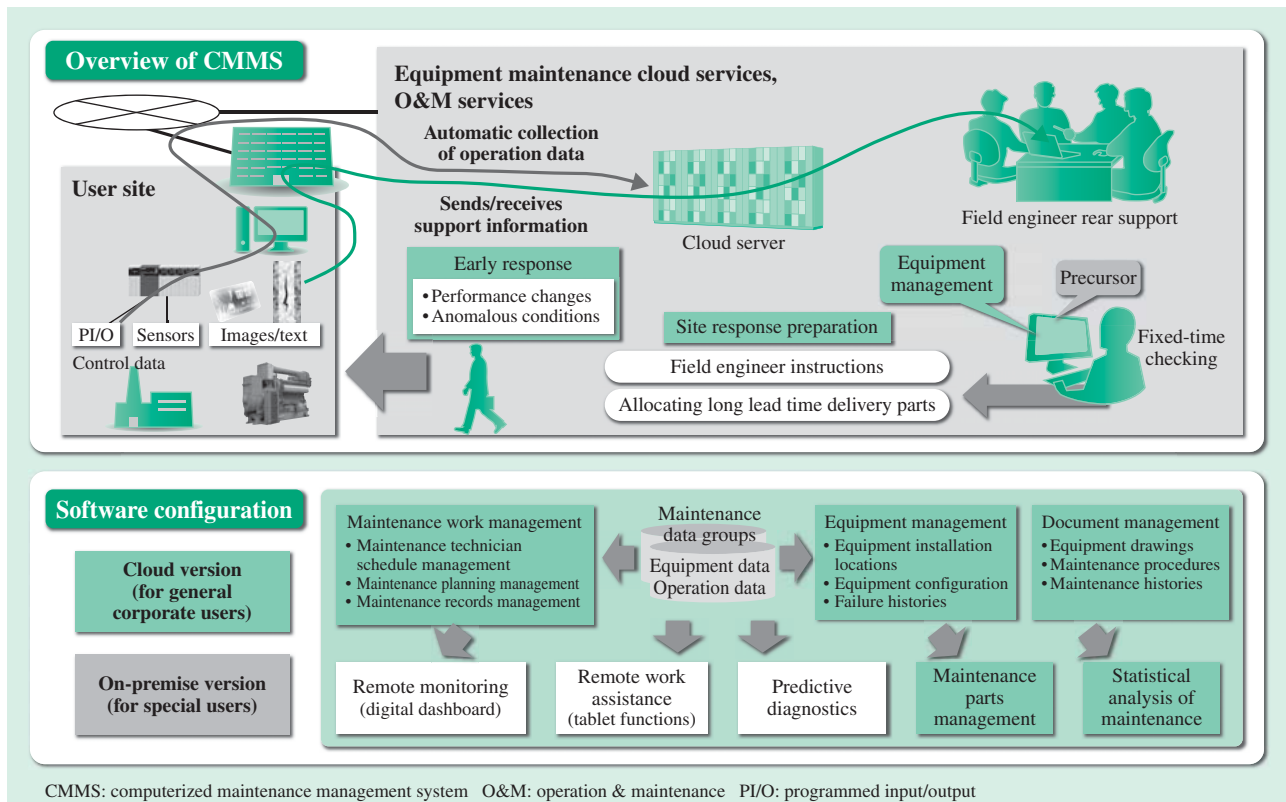 Overview of CMMS
Equipment maintenance cloud services,
O&M services
Automatic collection
of operation data
User site
Sends/receives
support information
Cloud server
Field engineer rear support
Early response
•Performance changes
•Anomalous conditions
Equipment
management
Precursor
PI/O
Sensors
Images/text
Control data
Site response preparation
Fixed-time
checking
Field engineer instructions
Allocating long lead time delivery parts
Software configuration
Cloud version
(for general
corporate users)
On-premise version
(for special users)
Maintenance work management
• Maintenance technician
schedule management
• Maintenance planning management
• Maintenance records management
Maintenance
data groups
Equipment data
Operation data
Equipment management
• Equipment installation
locations
• Equipment configuration
• Failure histories
Document management
• Equipment drawings
• Maintenance procedures
• Maintenance histories
Remote monitoring
(digital dashboard)
Remote work
assistance
(tablet functions)
Predictive
diagnostics
Maintenance
parts
management
Statistical
analysis of
maintenance
CMMS: computerized maintenance management system O&M: operation & maintenance PI/O: programmed input/output